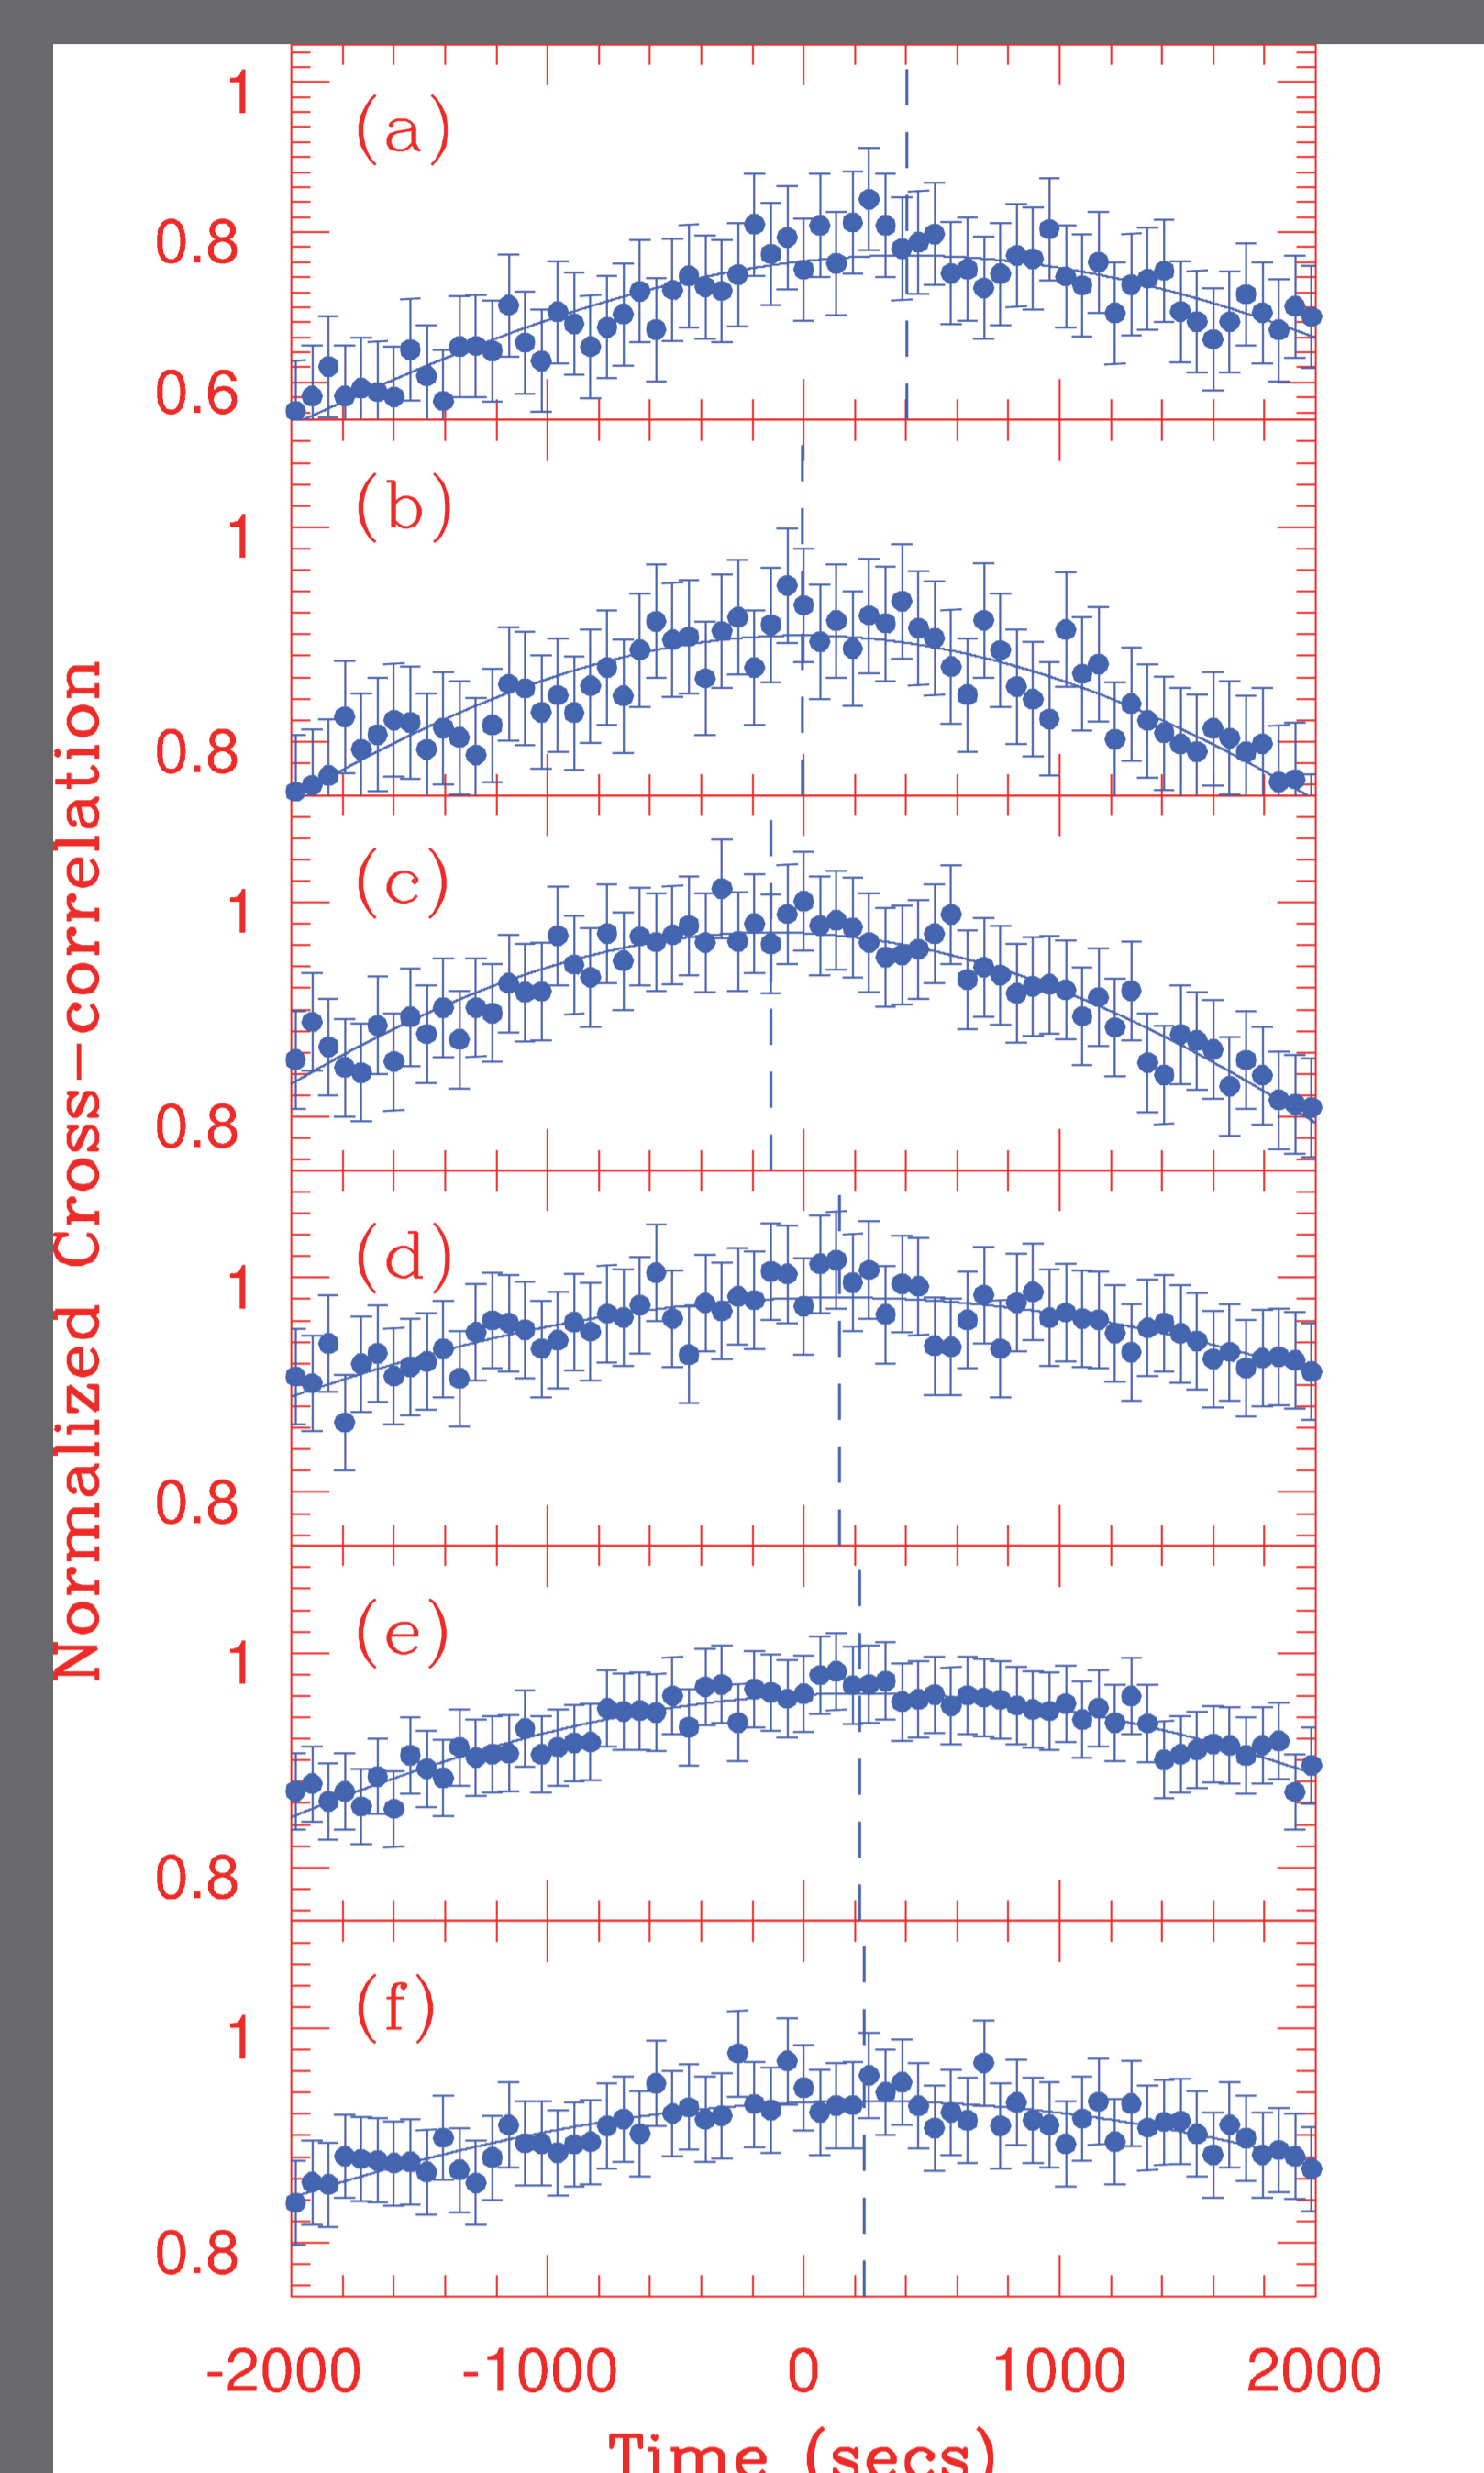 Normalized Cross-correlation
(a)
1
0.8
0.6
(b)
1
0.8
(c)
1
0.8
(d)
1
0.8
(e)
1
0.8
(f)
1
0.8
-2000 -1000 0 1000 2000
Time (secs)